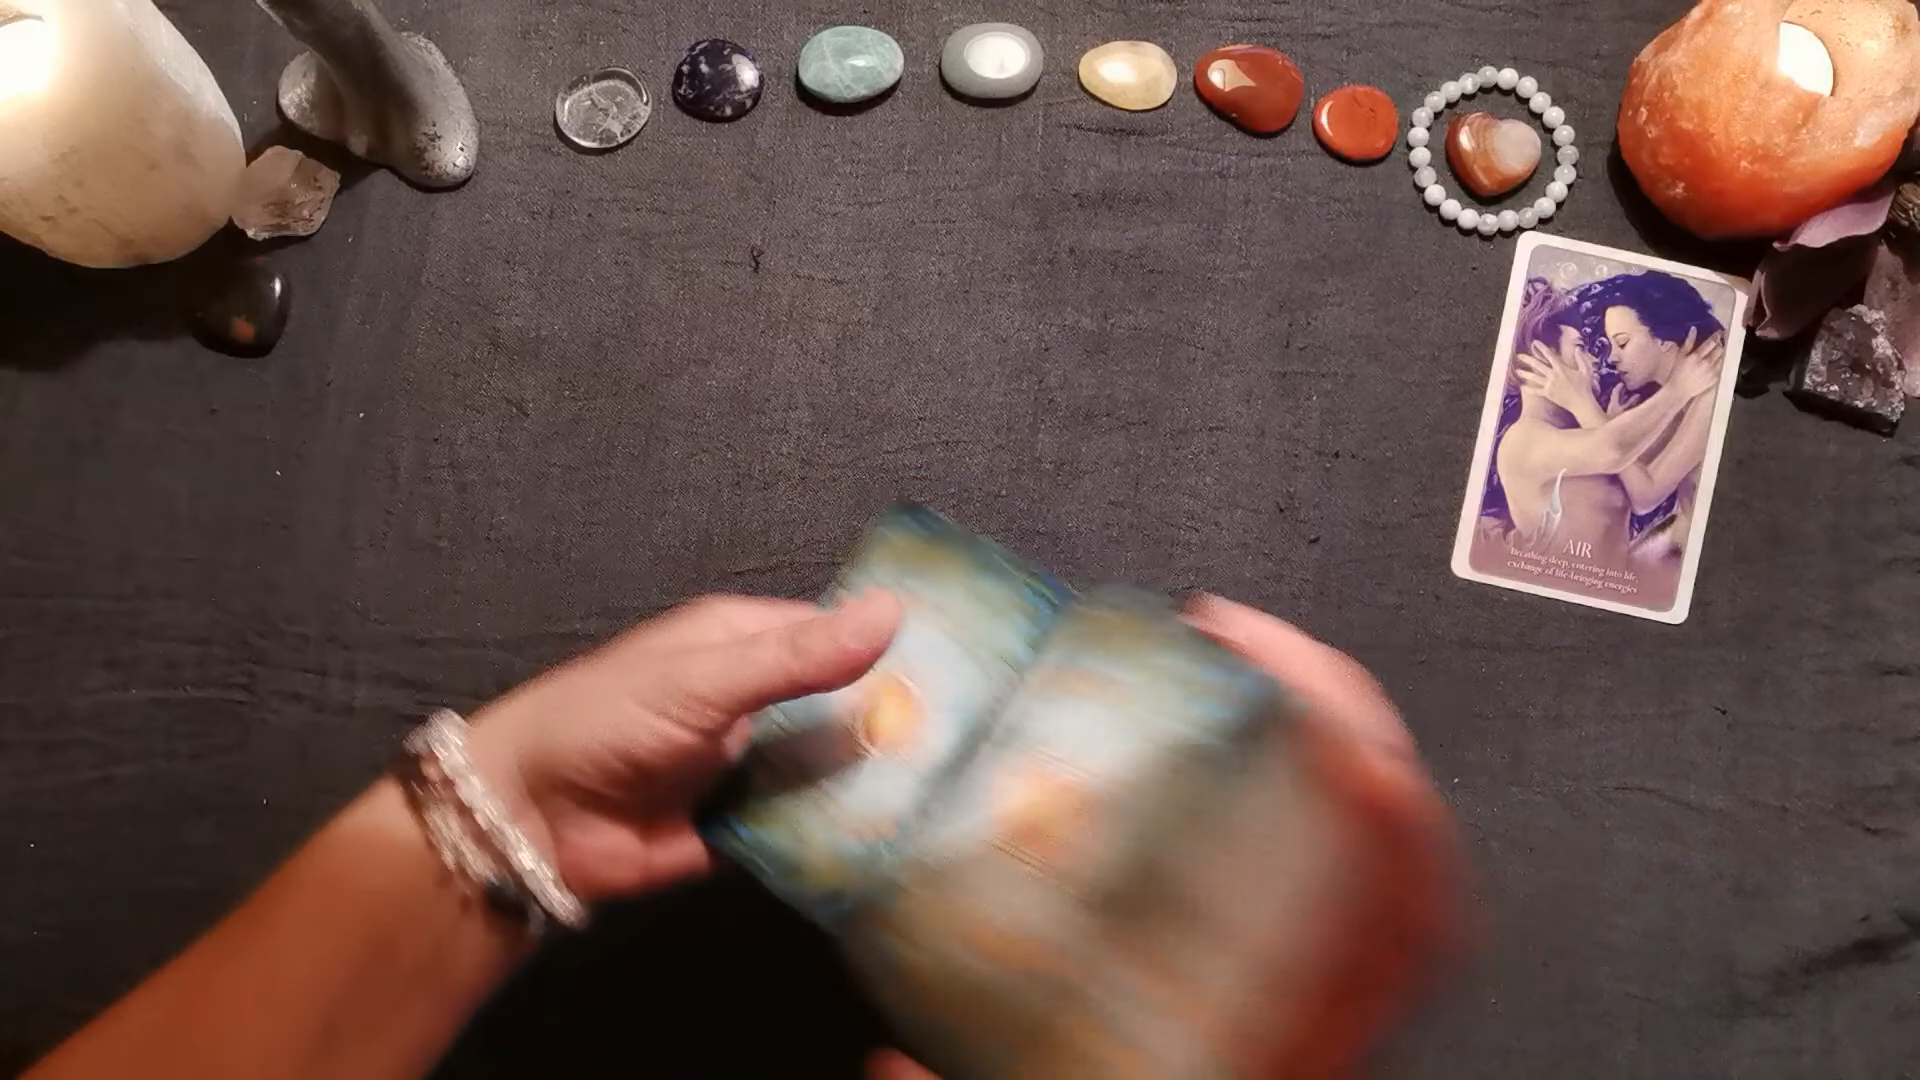 AIR
Breathing deep, entering into life,
exchange of life-bringing energies